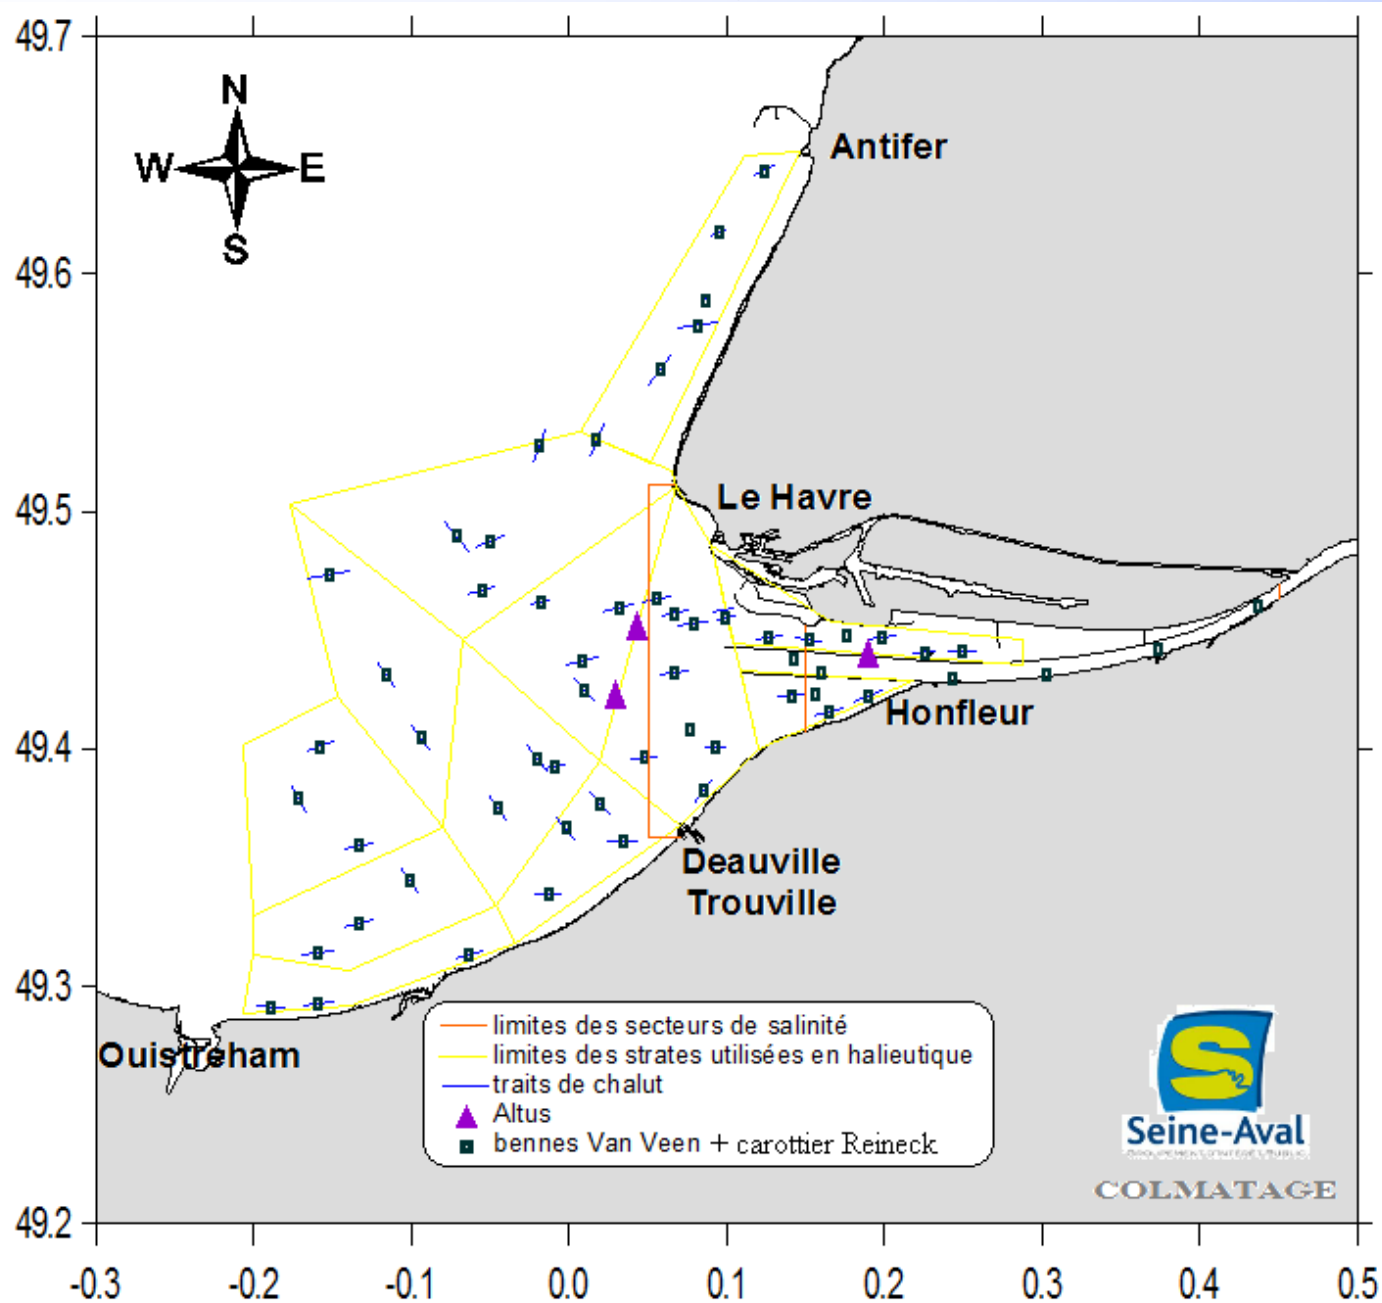 49.7
N
W E
S
Antifer
49.6
49.5
Le Havre
Honfleur
49.4
Deauville
Trouville
49.3
Ouistreham
limites des secteurs de salinité
limites des strates utilisées en halieutique
traits de chalut
Altus
bennes Van Veen + carottier Reineck
S
Seine-Aval
COLMATAGE
49.2
-0.3 -0.2 -0.1 0.0 0.1 0.2 0.3 0.4 0.5